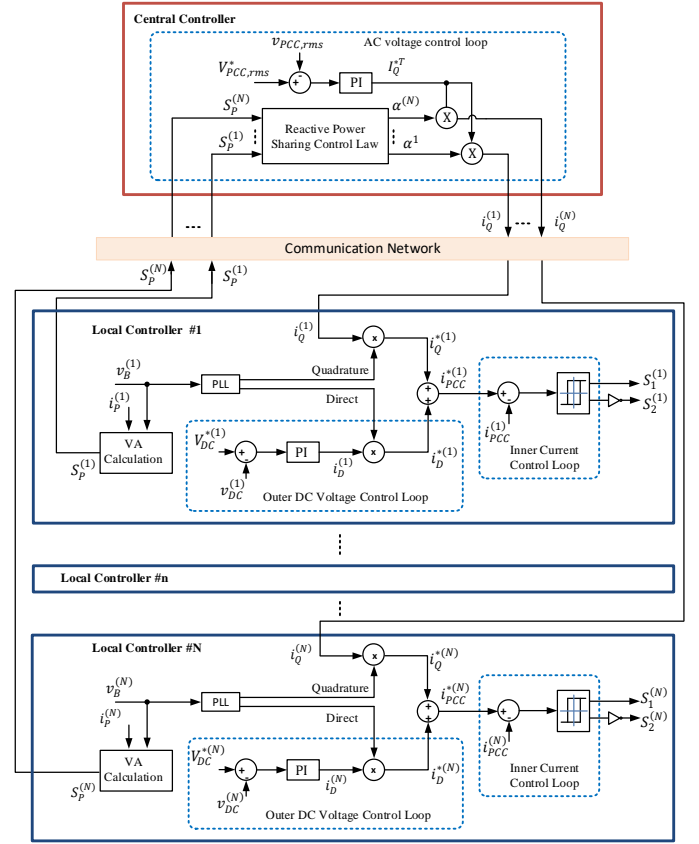 Central Controller
AC voltage control loop
v_{PCC,rms}
V^{*}_{PCC,rms}
+
-
PI
I_Q^{*T}
S_P^{(N)}
S_P^{(1)}
Reactive Power
Sharing Control Law
α^{(N)}
α^{1}
X
X
...
...
i_Q^{(1)}
i_Q^{(N)}
Communication Network
S_P^{(N)}
S_P^{(1)}
Local Controller #1
i_Q^{(1)}
x
i_Q^{*(1)}
v_B^{(1)}
PLL
Quadrature
Direct
i_P^{(1)}
VA
Calculation
S_P^{(1)}
V_{DC}^{*(1)}
+
-
v_{DC}^{(1)}
PI
i_D^{(1)}
x
i_D^{*(1)}
Outer DC Voltage Control Loop
+
+
i_{PCC}^{*(1)}
+
-
i_{PCC}^{(1)}
Inner Current
Control Loop
S_1^{(1)}
S_2^{(1)}
Local Controller #n
Local Controller #N
i_Q^{(N)}
x
i_Q^{*(N)}
v_B^{(N)}
PLL
Quadrature
Direct
i_P^{(N)}
VA
Calculation
S_P^{(N)}
V_{DC}^{*(N)}
+
-
v_{DC}^{(N)}
PI
i_D^{(N)}
x
i_D^{*(N)}
Outer DC Voltage Control Loop
+
+
i_{PCC}^{*(N)}
+
-
i_{PCC}^{(N)}
Inner Current
Control Loop
S_1^{(N)}
S_2^{(N)}